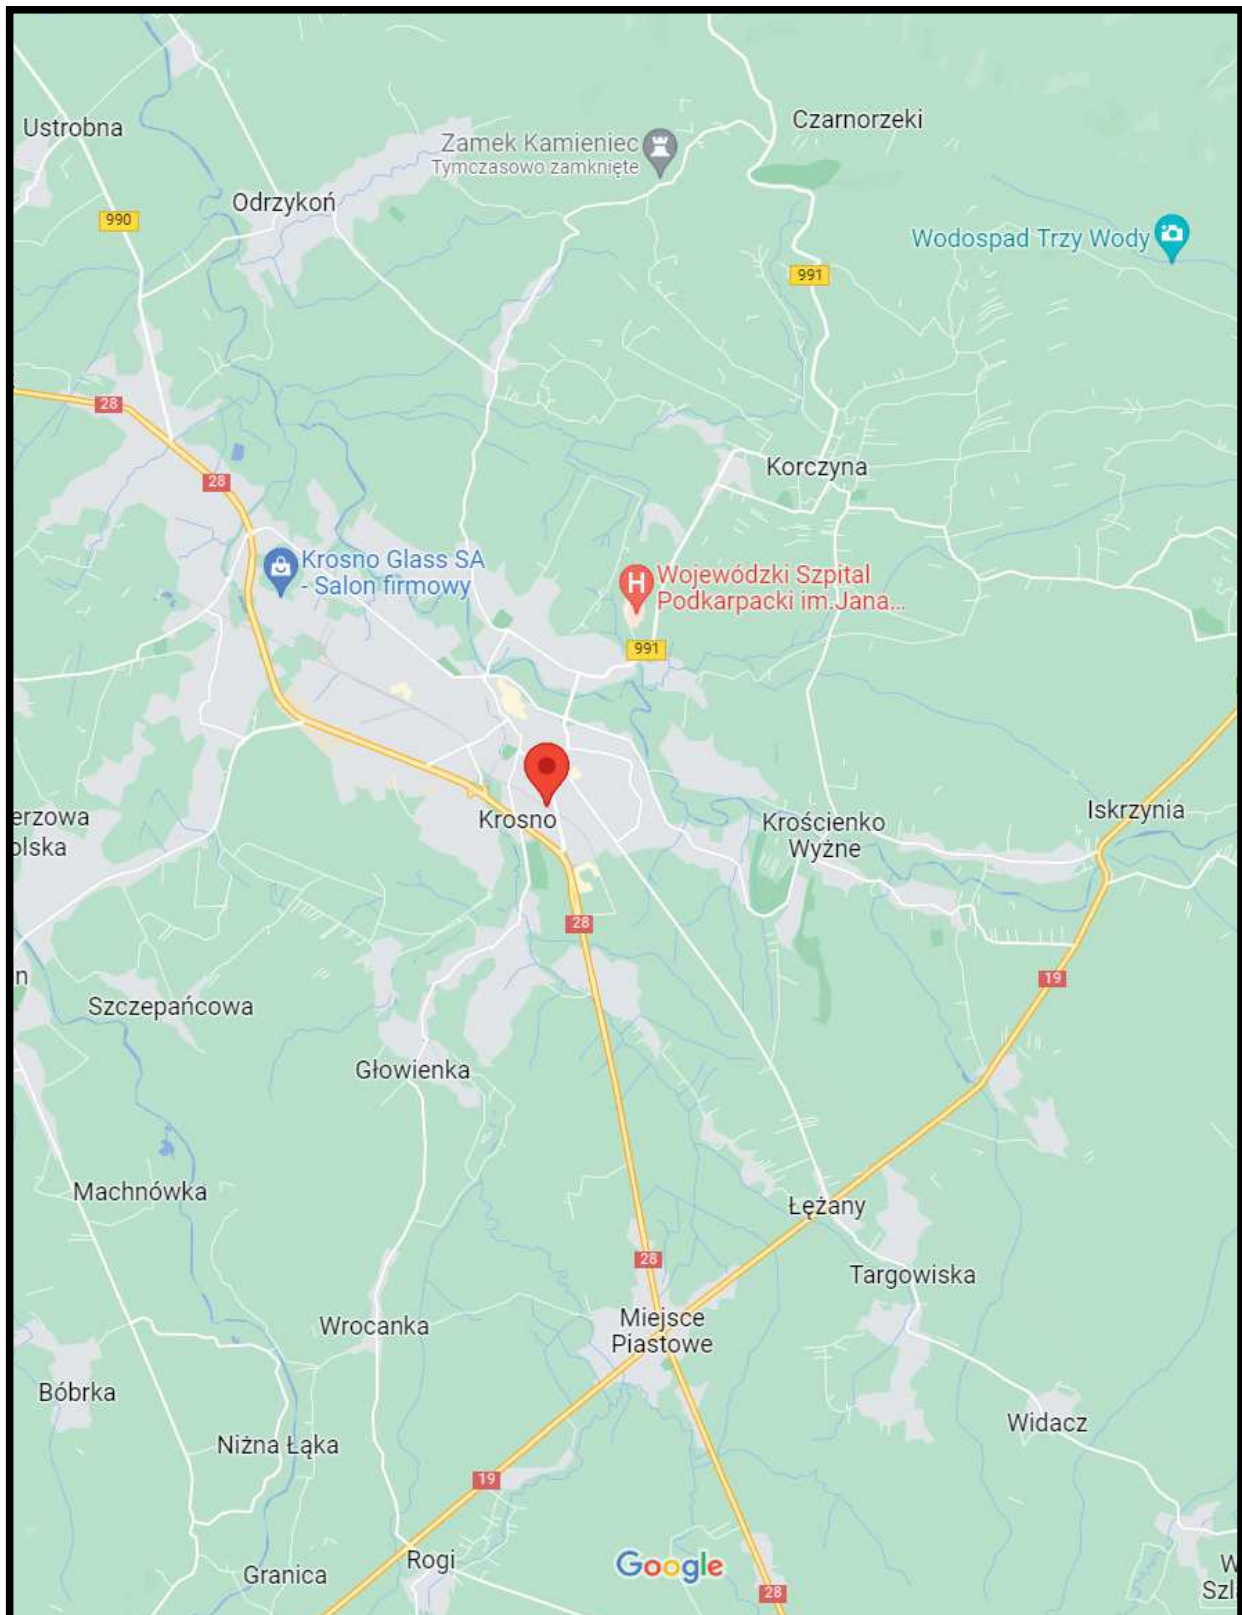 Czarnorzeki
Ustrobna
Zamek Kamieniec
Tymczasowo zamknięte
Odrzykoń
990
Wodospad Trzy Wody
991
28
Korczyna
28
Krosno Glass SA
- Salon firmowy
Wojewódzki Szpital
Podkarpacki im.Jana...
H
991
Krosno
erzowa
olska
Krościenko
Wyżne
Iskrzynia
28
n
19
Szczepańcowa
Głowienka
Machnówka
Łężany
28
Targowiska
Miejsce
Piastowe
Wrocanka
Bóbrka
Widacz
Niżna Łąka
19
Rogi
Granica
Google
28
W
Szl